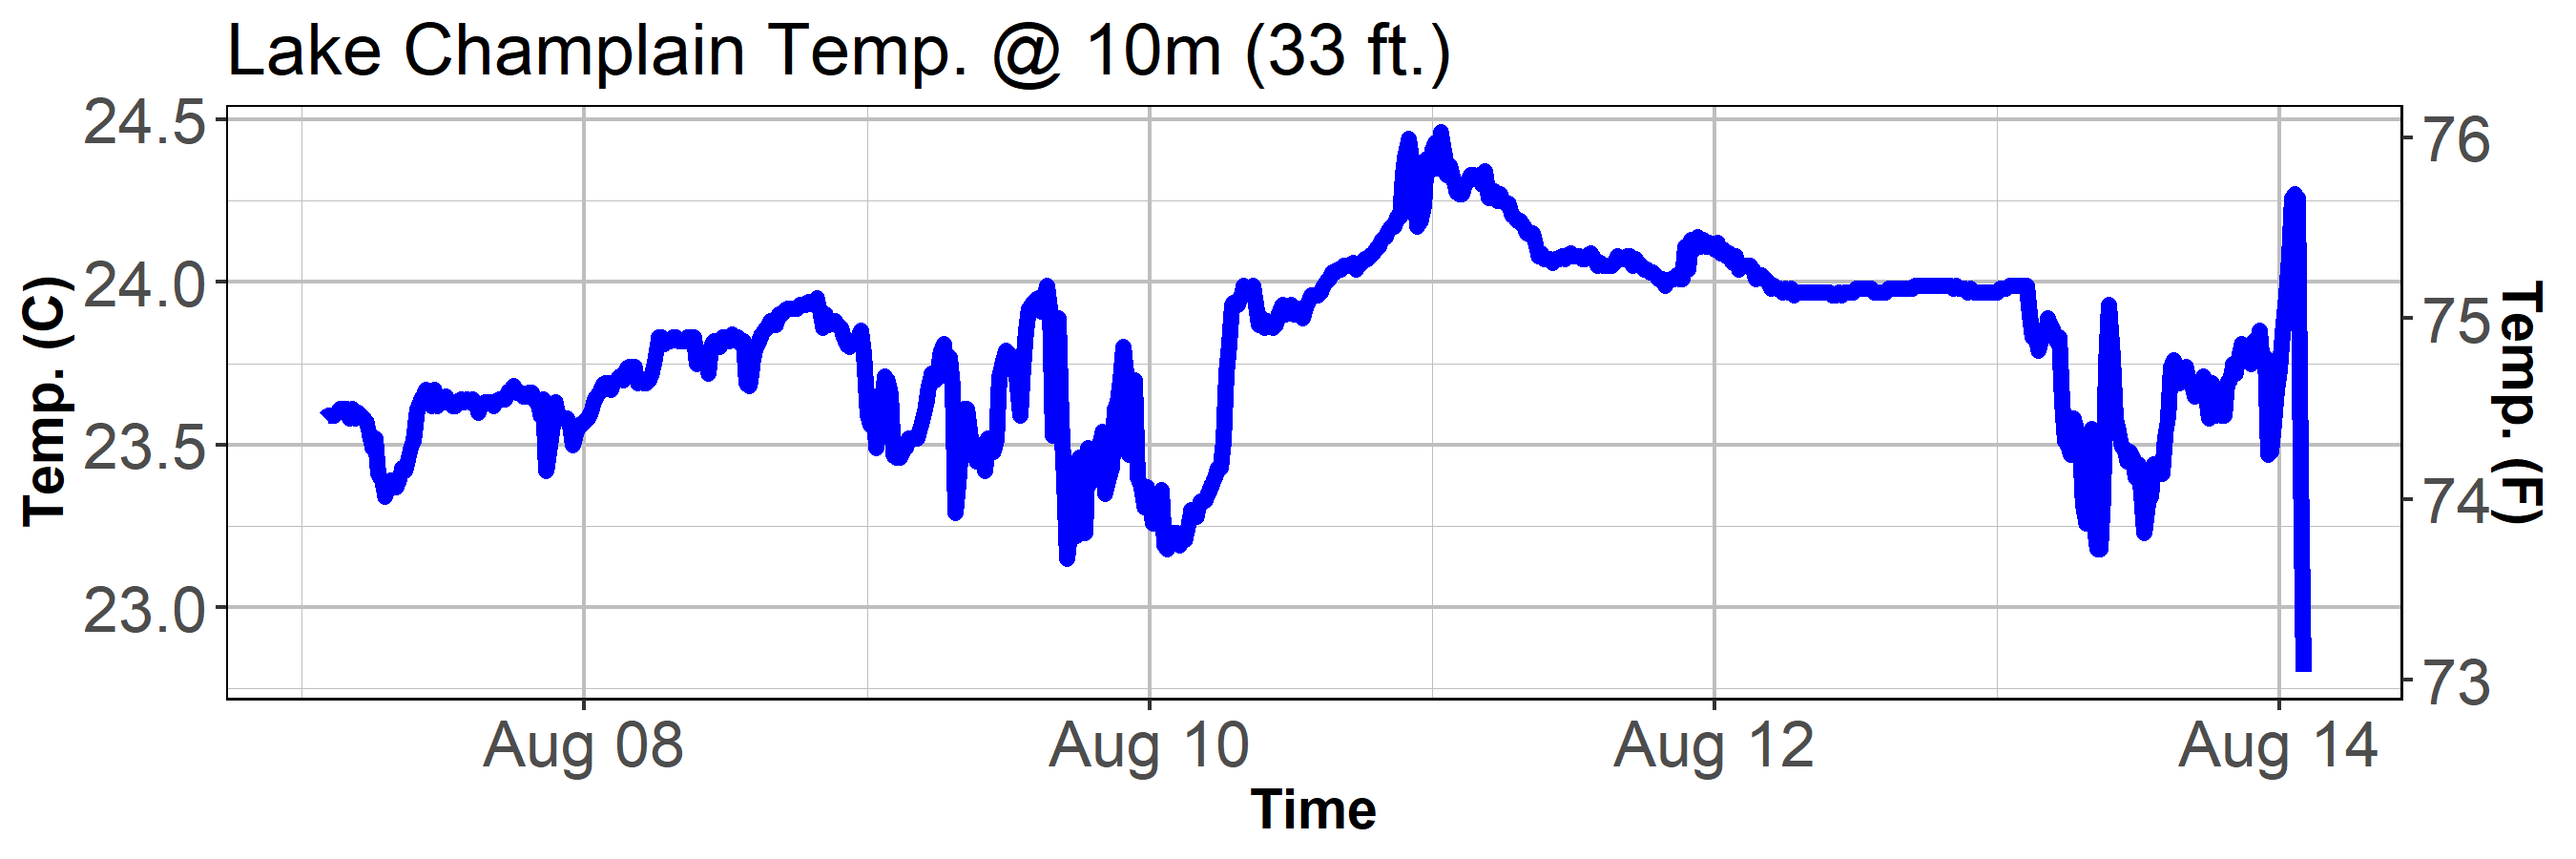 Lake Champlain Temp. @ 10m (33 ft.)
24.5
24.0
23.5
23.0
Temp. (C)
76
75
74
73
Temp. (F)
Aug 08 Aug 10 Aug 12 Aug 14
Time